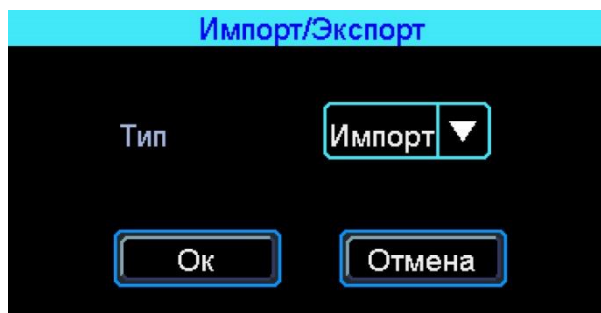 Импорт/Экспорт
Тип Импорт
Ок Отмена